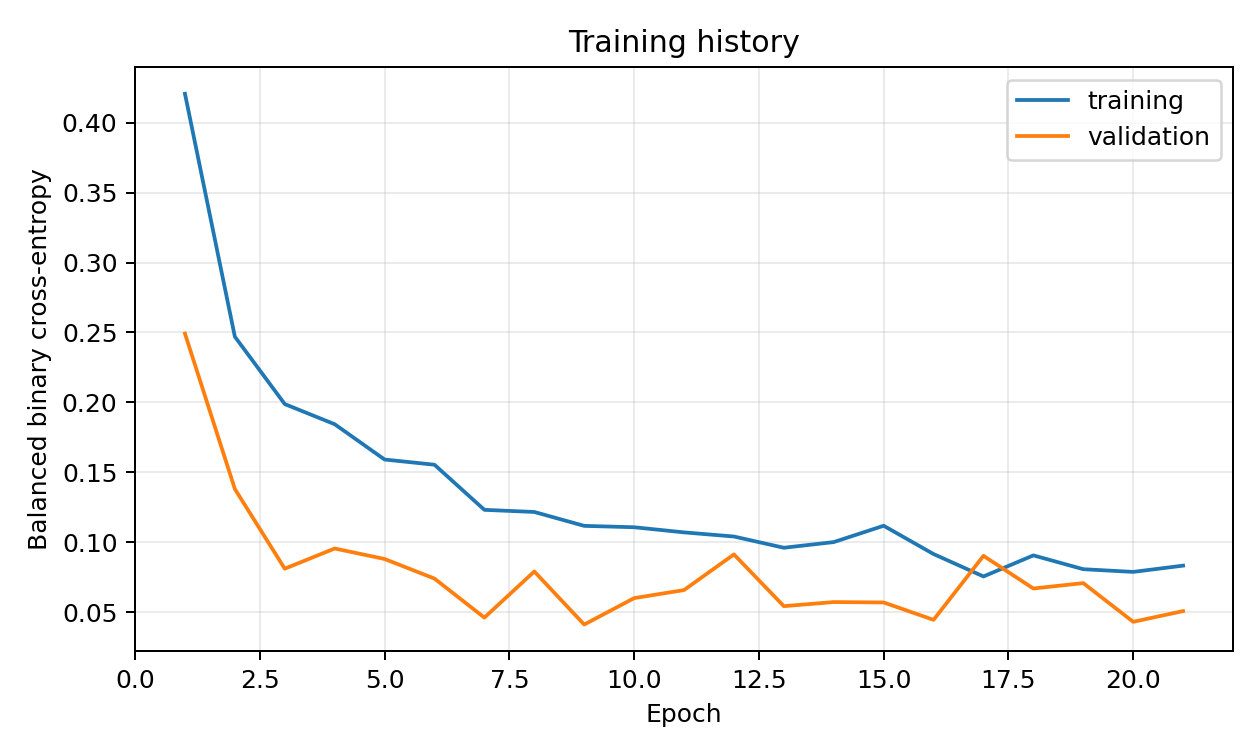 Training history
training
validation
Balanced binary cross-entropy
0.40
0.35
0.30
0.25
0.20
0.15
0.10
0.05
0.0 2.5 5.0 7.5 10.0 12.5 15.0 17.5 20.0
Epoch